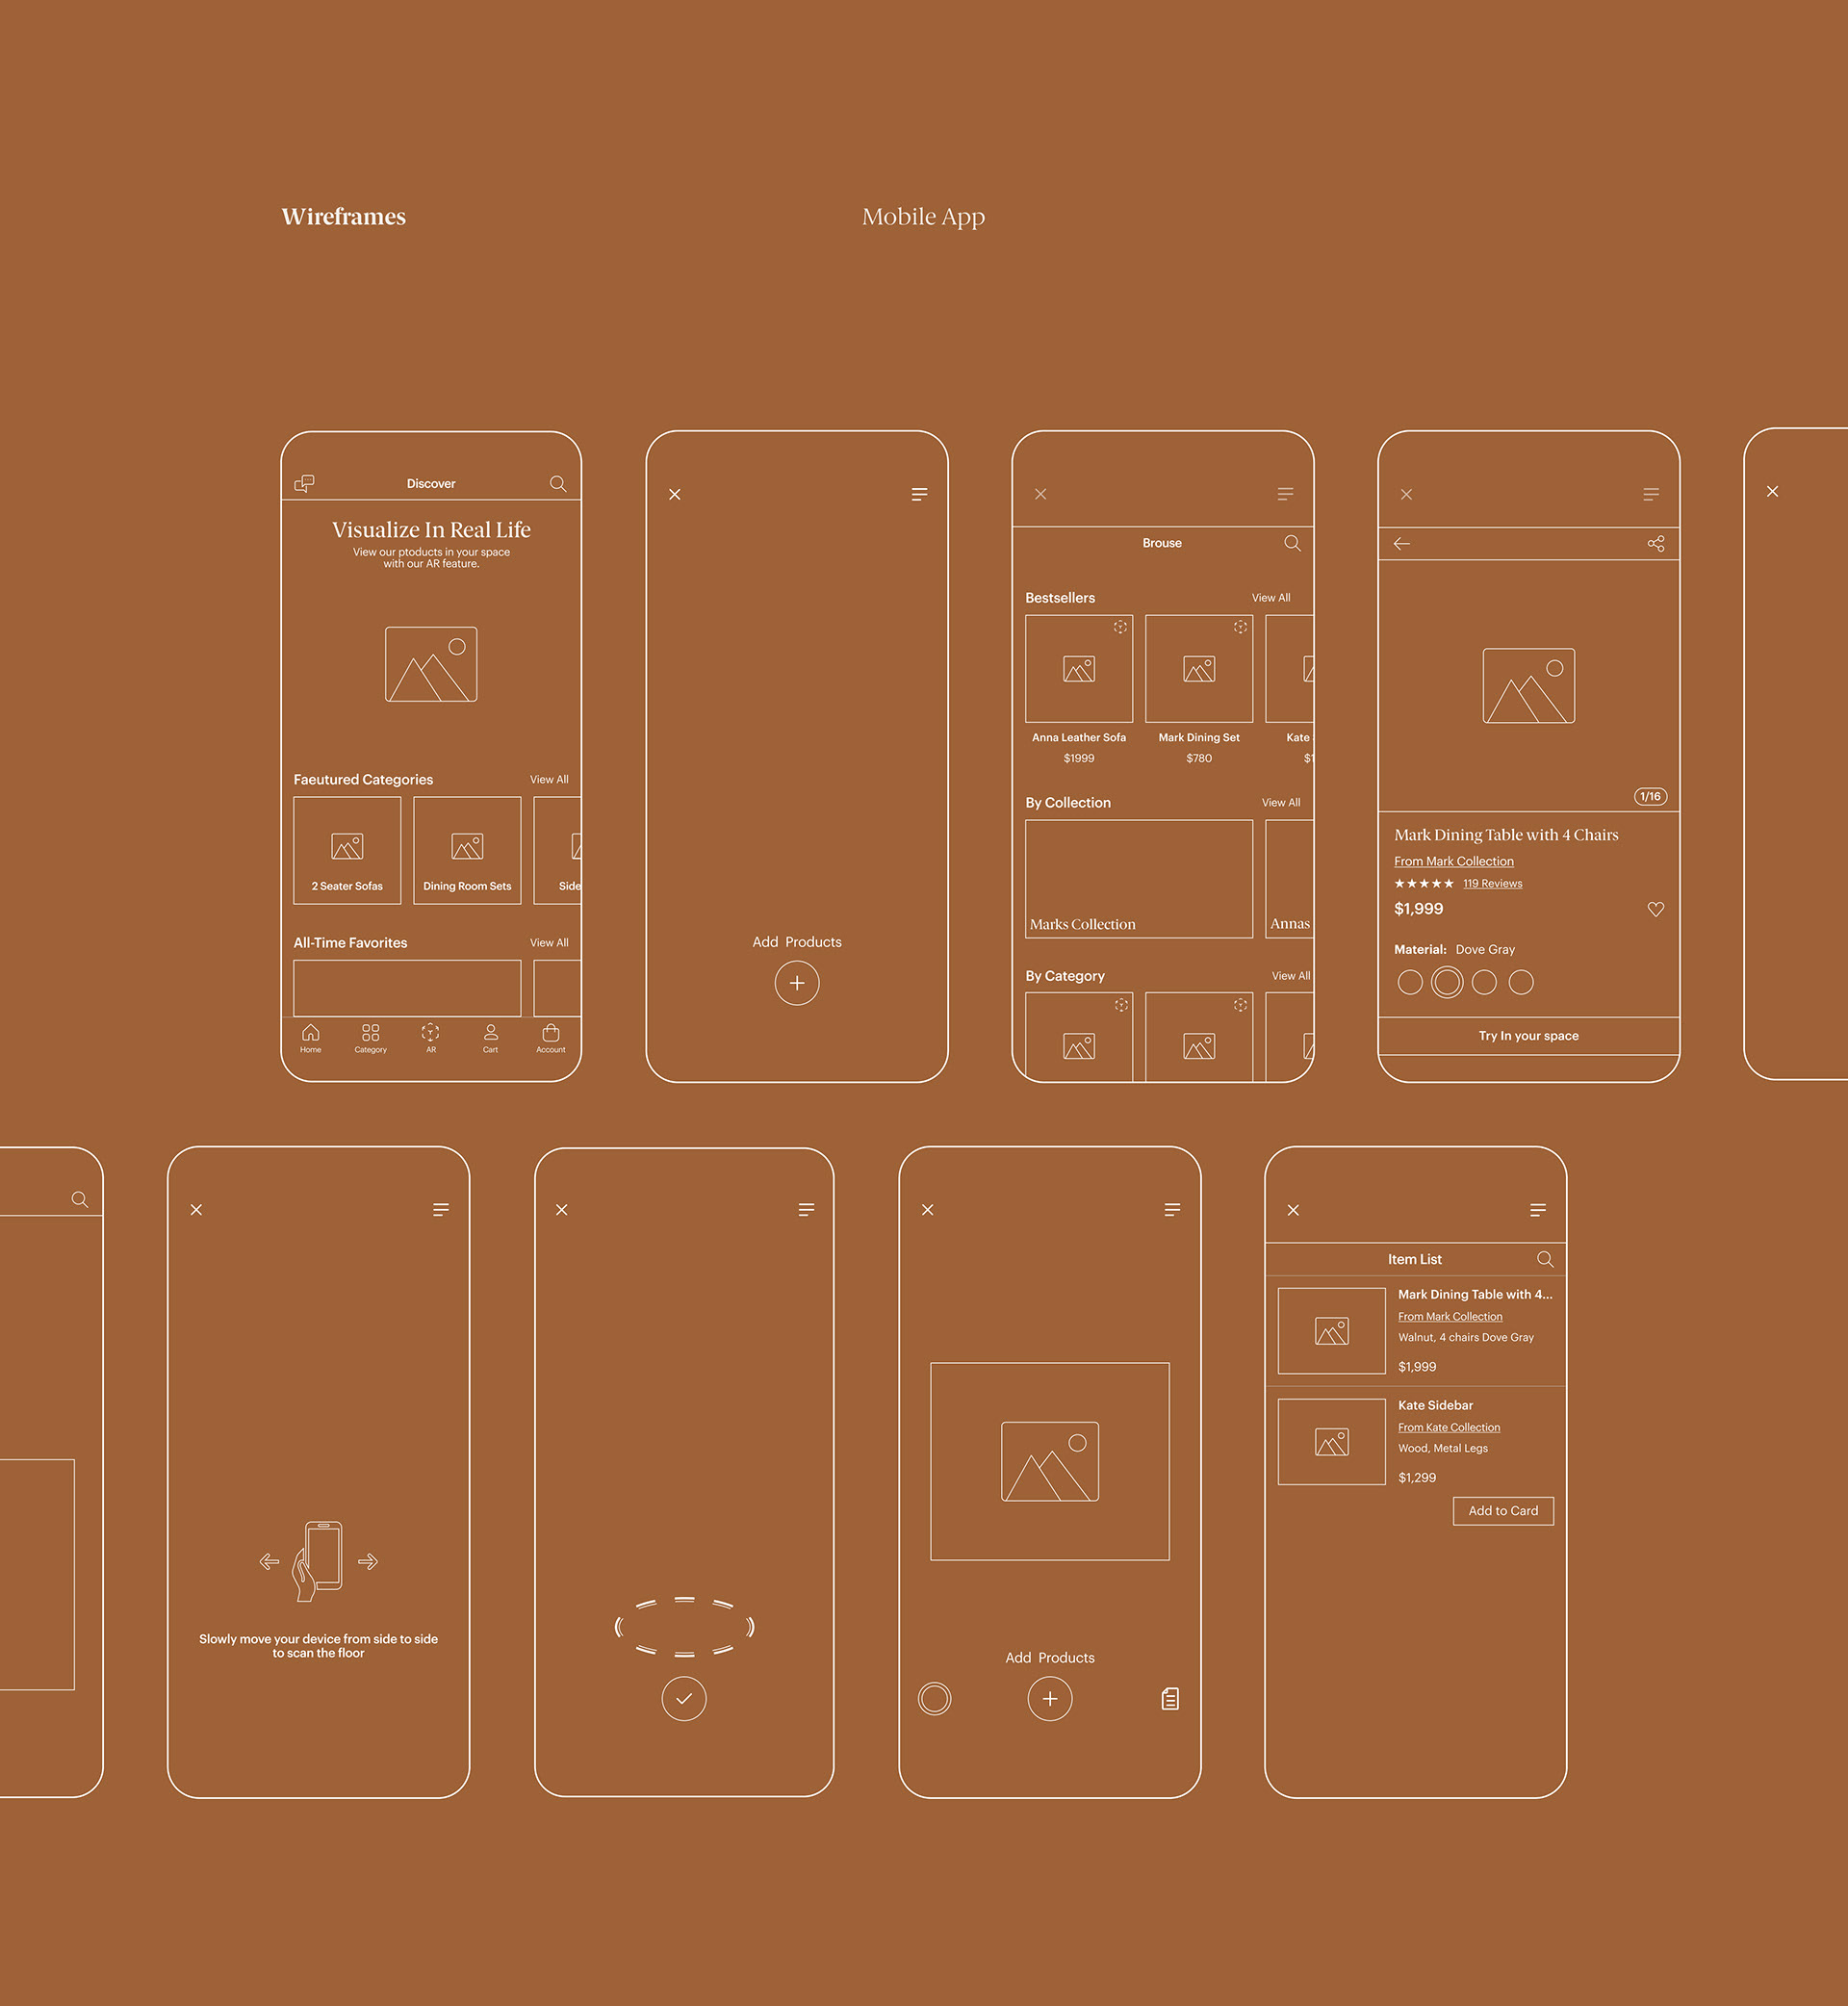 Wireframes
Mobile App
Discover
Visualize In Real Life
View our ptoducts in your space
with our AR feature.
Faeutured Categories
View All
2 Seater Sofas
Dining Room Sets
Side
All-Time Favorites
View All
Home
Category
AR
Cart
Account
Add Products
Brouse
Bestsellers
View All
Anna Leather Sofa
Mark Dining Set
Kate
$1999
$780
$1
By Collection
View All
Marks Collection
Annas
By Category
View All
1/16
Mark Dining Table with 4 Chairs
From Mark Collection
★★★★★ 119 Reviews
$1,999
Material: Dove Gray
Try In your space
Slowly move your device from side to side
to scan the floor
Add Products
Item List
Mark Dining Table with 4...
From Mark Collection
Walnut, 4 chairs Dove Gray
$1,999
Kate Sidebar
From Kate Collection
Wood, Metal Legs
$1,299
Add to Card